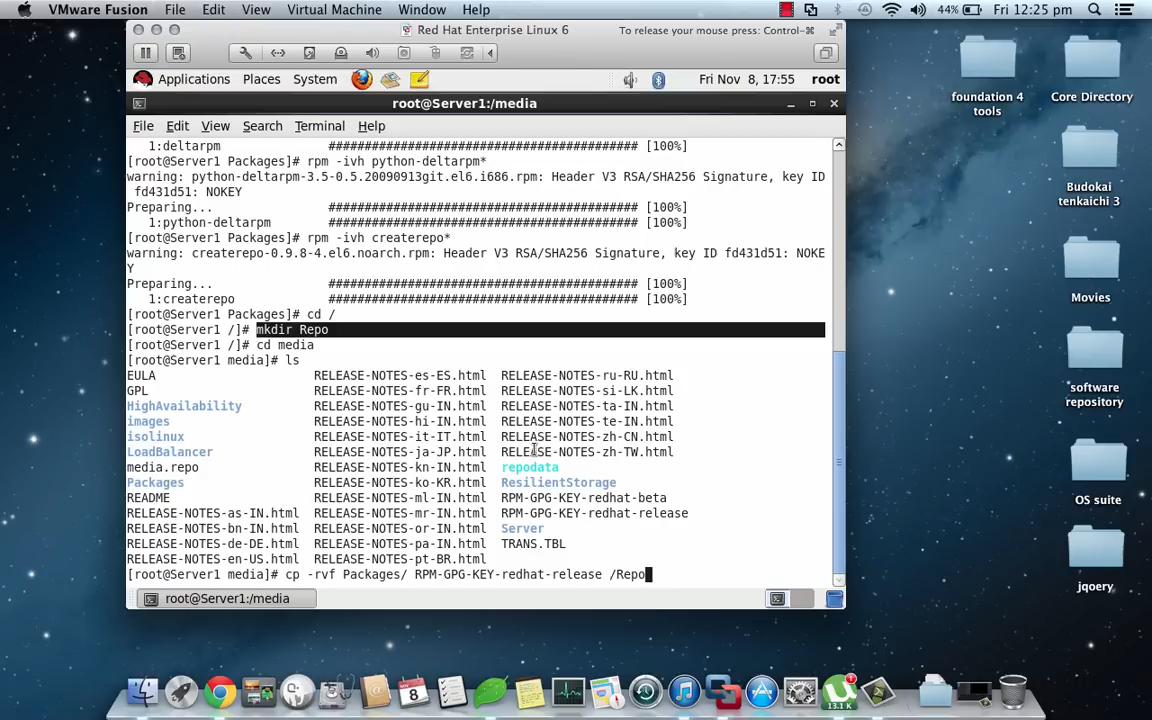 VMware Fusion File Edit View Virtual Machine Window Help 44% Fri 12:25 pm
Red Hat Enterprise Linux 6 To release your mouse press: Control-⌘
Applications Places System Fri Nov 8, 17:55 root
root@Server1:/media
File Edit View Search Terminal Help
1:deltarpm ########################################### [100%]
[root@Server1 Packages]# rpm -ivh python-deltarpm*
warning: python-deltarpm-3.5-0.5.20090913git.el6.i686.rpm: Header V3 RSA/SHA256 Signature, key ID
fd431d51: NOKEY
Preparing... ########################################### [100%]
1:python-deltarpm ########################################### [100%]
[root@Server1 Packages]# rpm -ivh createrepo*
warning: createrepo-0.9.8-4.el6.noarch.rpm: Header V3 RSA/SHA256 Signature, key ID fd431d51: NOKE
Y
Preparing... ########################################### [100%]
1:createrepo ########################################### [100%]
[root@Server1 Packages]# cd /
[root@Server1 /]# mkdir Repo
[root@Server1 /]# cd media
[root@Server1 media]# ls
EULA RELEASE-NOTES-es-ES.html RELEASE-NOTES-ru-RU.html
GPL RELEASE-NOTES-fr-FR.html RELEASE-NOTES-si-LK.html
HighAvailability RELEASE-NOTES-gu-IN.html RELEASE-NOTES-ta-IN.html
images RELEASE-NOTES-hi-IN.html RELEASE-NOTES-te-IN.html
isolinux RELEASE-NOTES-it-IT.html RELEASE-NOTES-zh-CN.html
LoadBalancer RELEASE-NOTES-ja-JP.html RELEASE-NOTES-zh-TW.html
media.repo RELEASE-NOTES-kn-IN.html repodata
Packages RELEASE-NOTES-ko-KR.html ResilientStorage
README RELEASE-NOTES-ml-IN.html RPM-GPG-KEY-redhat-beta
RELEASE-NOTES-as-IN.html RELEASE-NOTES-mr-IN.html RPM-GPG-KEY-redhat-release
RELEASE-NOTES-bn-IN.html RELEASE-NOTES-or-IN.html Server
RELEASE-NOTES-de-DE.html RELEASE-NOTES-pa-IN.html TRANS.TBL
RELEASE-NOTES-en-US.html RELEASE-NOTES-pt-BR.html
[root@Server1 media]# cp -rvf Packages/ RPM-GPG-KEY-redhat-release /Repo
root@Server1:/media
foundation 4
tools
Core Directory
Budokai
tenkaichi 3
Movies
software
repository
OS suite
jqoery
8
1
13.1 K